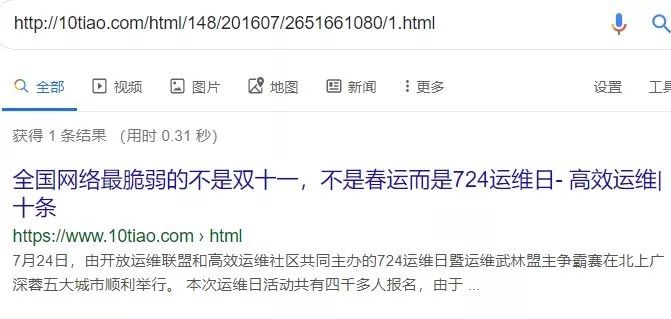 http://10tiao.com/html/148/201607/2651661080/1.html
全部 视频 图片 地图 新闻 更多 设置
获得 1 条结果 （用时 0.31 秒）
全国网络最脆弱的不是双十一，不是春运而是724运维日- 高效运维|
十条
https://www.10tiao.com › html
7月24日，由开放运维联盟和高效运维社区共同主办的724运维日暨运维武林盟主争霸赛在北上广
深蓉五大城市顺利举行。 本次运维日活动共有四千多人报名，由于 ...